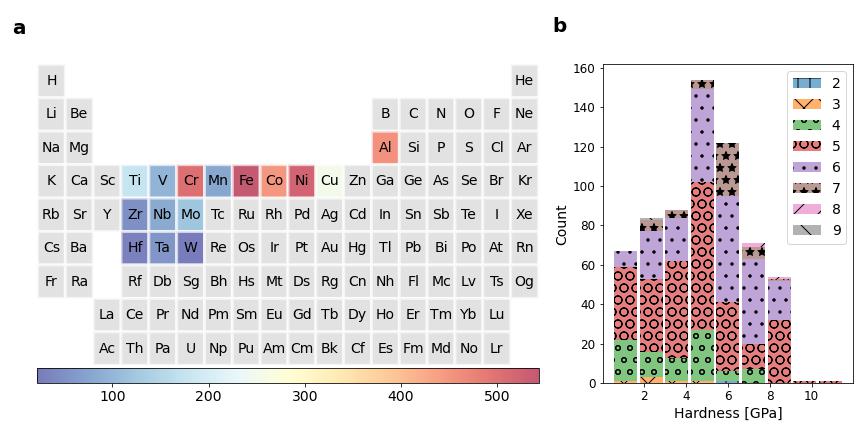 a
H He
Li Be B C N O F Ne
Na Mg Al Si P S Cl Ar
K Ca Sc Ti V Cr Mn Fe Co Ni Cu Zn Ga Ge As Se Br Kr
Rb Sr Y Zr Nb Mo Tc Ru Rh Pd Ag Cd In Sn Sb Te I Xe
Cs Ba Hf Ta W Re Os Ir Pt Au Hg Tl Pb Bi Po At Rn
Fr Ra Rf Db Sg Bh Hs Mt Ds Rg Cn Nh Fl Mc Lv Ts Og
La Ce Pr Nd Pm Sm Eu Gd Tb Dy Ho Er Tm Yb Lu
Ac Th Pa U Np Pu Am Cm Bk Cf Es Fm Md No Lr
100 200 300 400 500
b
160
140
120
100
80
60
40
20
0
Count
2
3
4
5
6
7
8
9
2 4 6 8 10
Hardness [GPa]